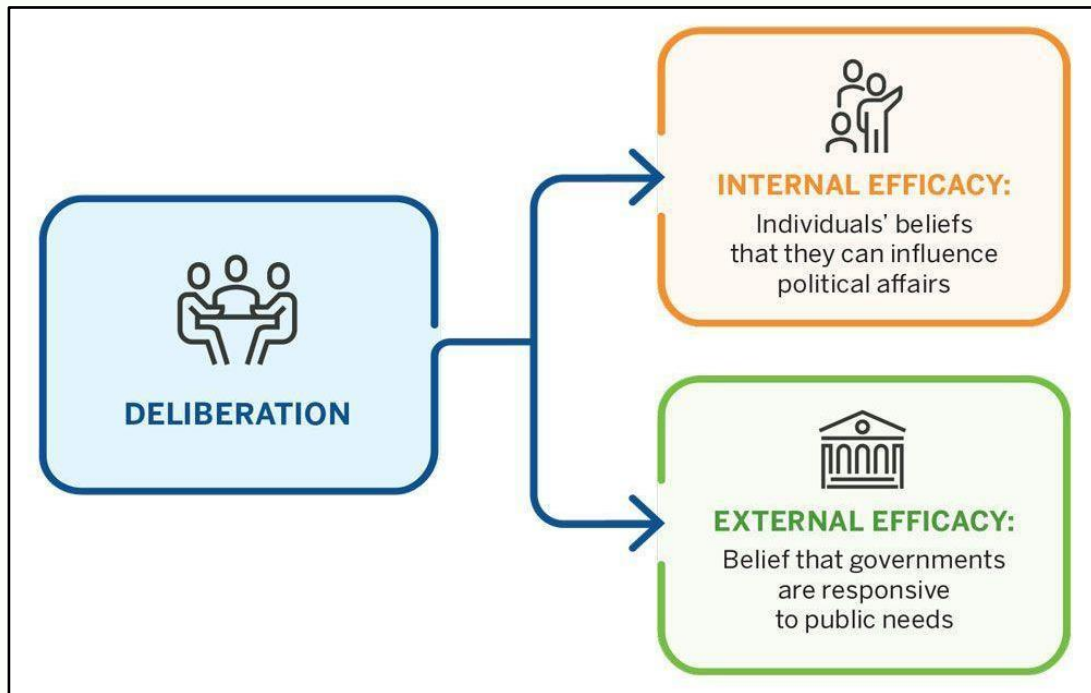 DELIBERATION
INTERNAL EFFICACY:
Individuals’ beliefs
that they can influence
political affairs
EXTERNAL EFFICACY:
Belief that governments
are responsive
to public needs